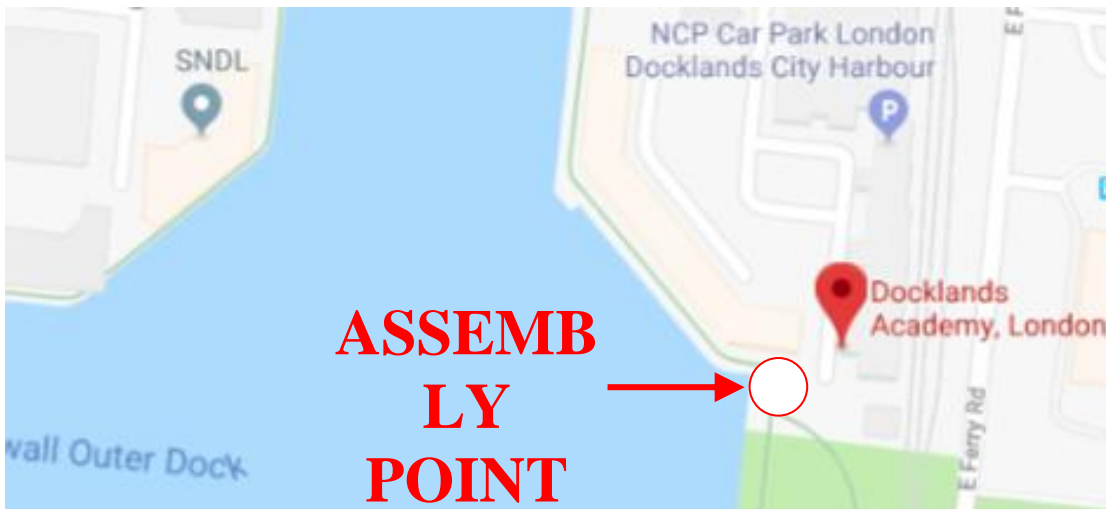 SNDL
NCP Car Park London
Docklands City Harbour
P
Docklands
Academy, London
ASSEMB
LY
POINT
wall Outer Dock
E Ferry Rd